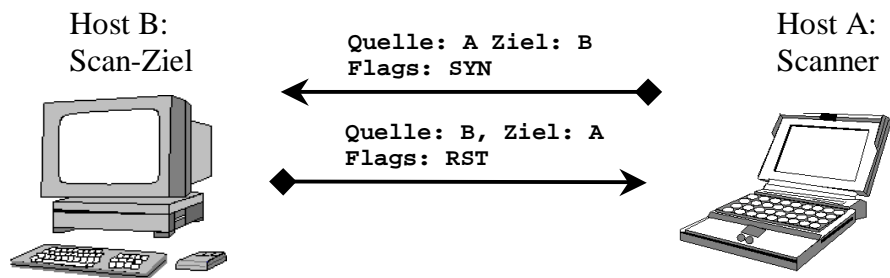 Host B:
Scan-Ziel
Quelle: A Ziel: B
Flags: SYN
Host A:
Scanner
Quelle: B, Ziel: A
Flags: RST